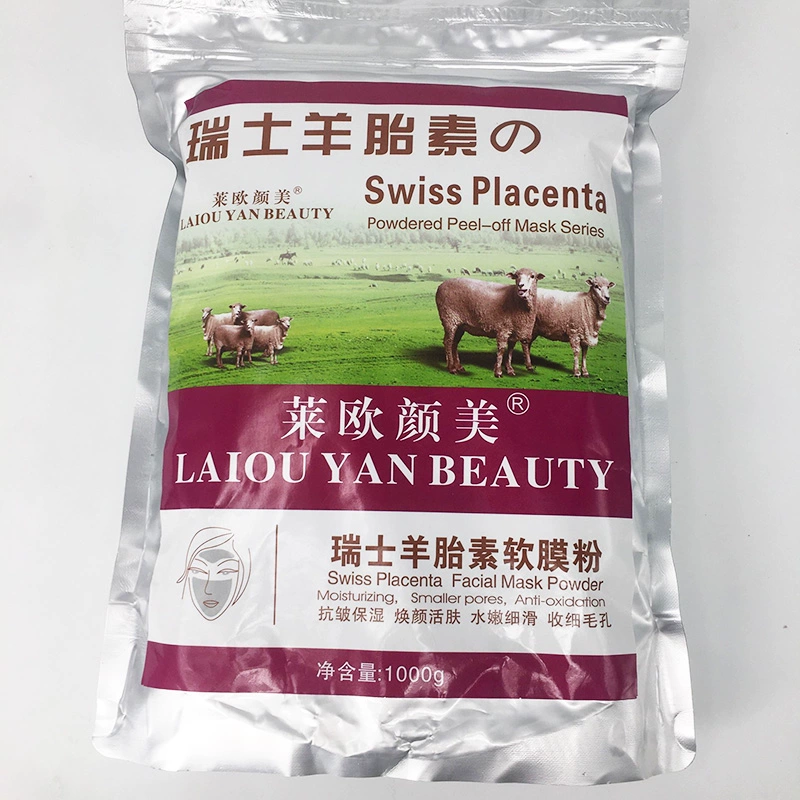 瑞士羊胎素の
Swiss Placenta
莱欧颜美®
LAIOU YAN BEAUTY
Powdered Peel-off Mask Series
莱欧颜美®
LAIOU YAN BEAUTY
瑞士羊胎素软膜粉
Swiss Placenta Facial Mask Powder
Moisturizing, Smaller pores, Anti-oxidation
抗皱保湿 焕颜活肤 水嫩细滑 收细毛孔
净含量:1000g